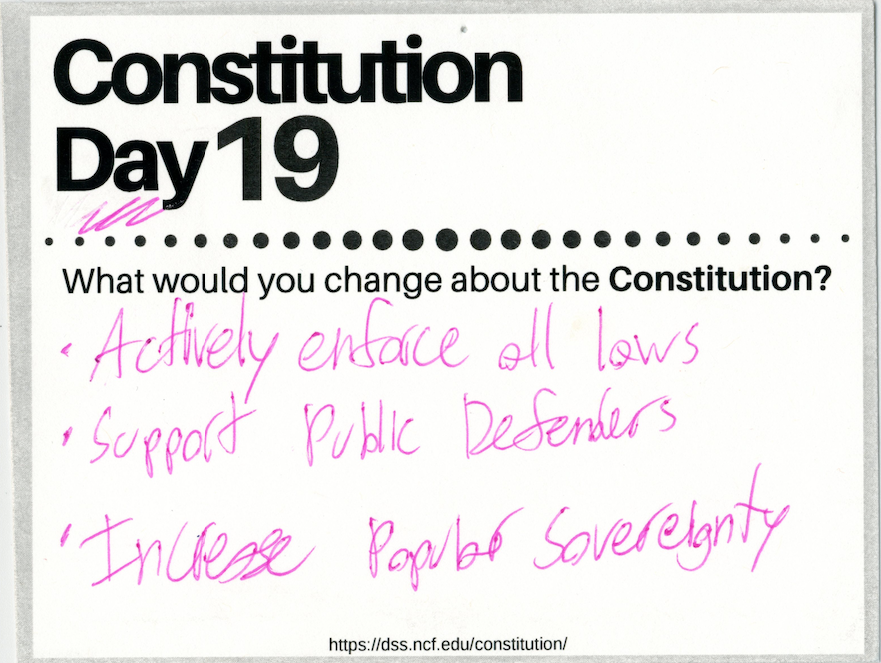 Constitution
Day 19
What would you change about the Constitution?
• Actively enforce all laws
• Support Public Defenders
• Increase Popular Sovereignty
https://dss.ncf.edu/constitution/